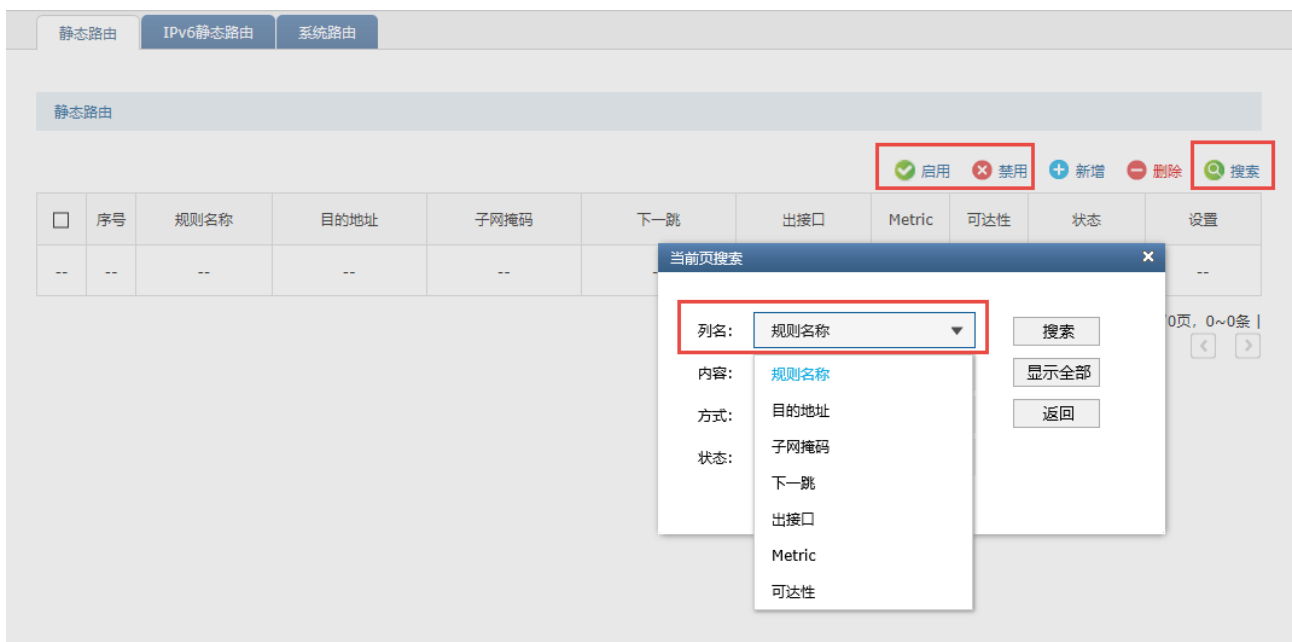 静态路由 IPv6静态路由 系统路由
静态路由
启用 禁用 新增 删除 搜索
序号 规则名称 目的地址 子网掩码 下一跳 出接口 Metric 可达性 状态 设置
-- -- -- -- -- - --
当前页搜索
0页, 0~0条 |
列名: 规则名称 搜索
内容: 显示全部
方式: 返回
状态:
规则名称
目的地址
子网掩码
下一跳
出接口
Metric
可达性